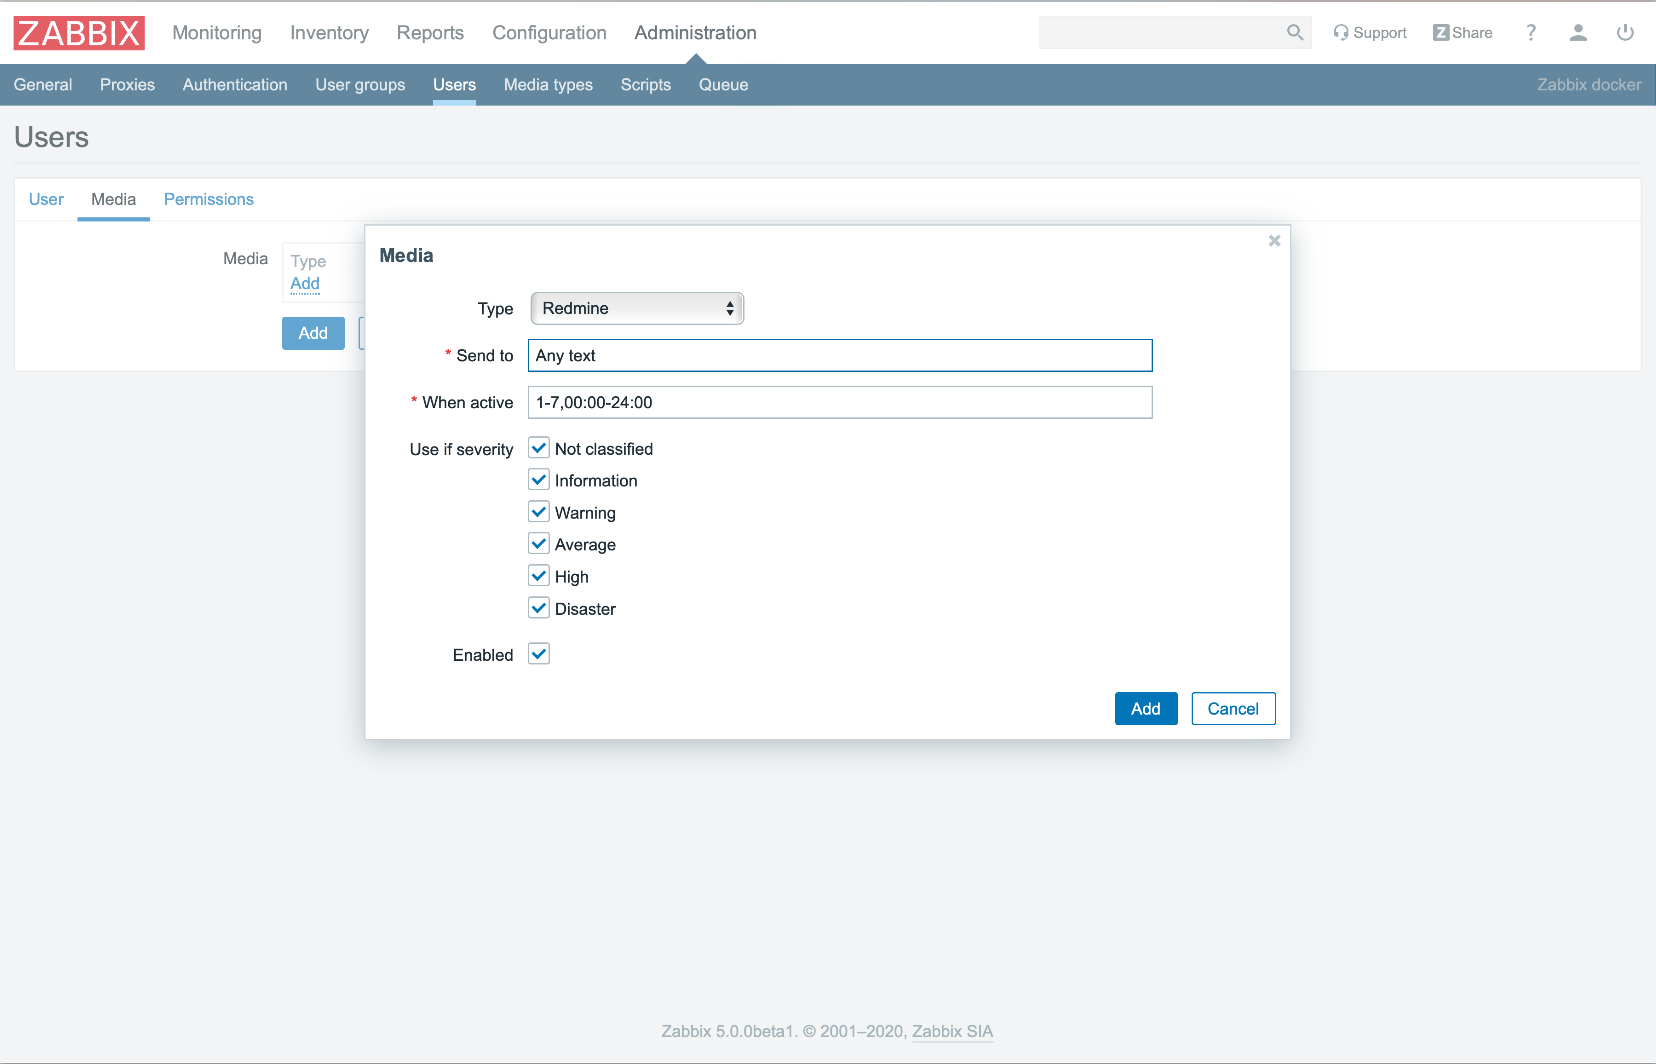 ZABBIX Monitoring Inventory Reports Configuration Administration Support Z Share ?
General Proxies Authentication User groups Users Media types Scripts Queue Zabbix docker
Users
User Media Permissions
Media
Type
Add
Add
Media
Type Redmine
* Send to Any text
* When active 1-7,00:00-24:00
Use if severity Not classified
Information
Warning
Average
High
Disaster
Enabled
Add Cancel
Zabbix 5.0.0beta1. © 2001–2020, Zabbix SIA